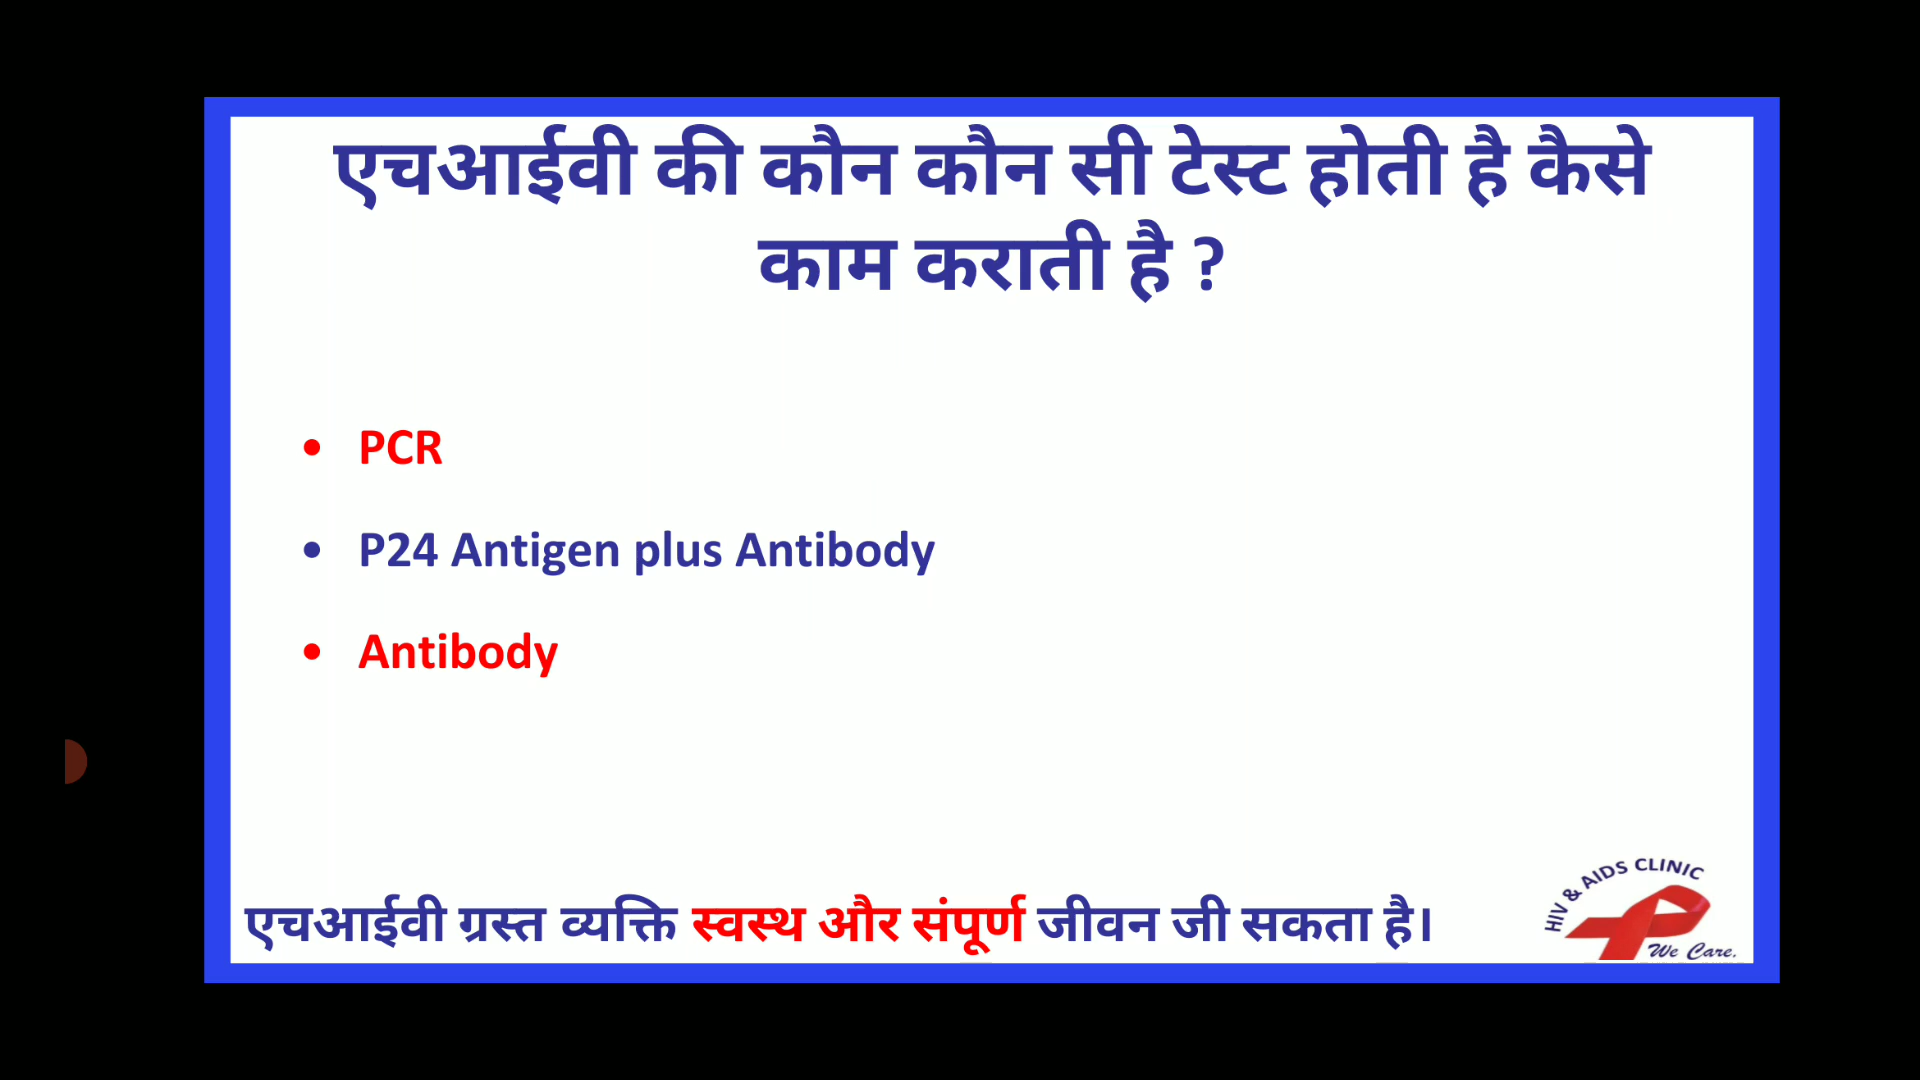 एचआईवी की कौन कौन सी टेस्ट होती है कैसे
काम कराती है ?
• PCR
• P24 Antigen plus Antibody
• Antibody
एचआईवी ग्रस्त व्यक्ति स्वस्थ और संपूर्ण जीवन जी सकता है।
HIV & AIDS CLINIC
We Care.